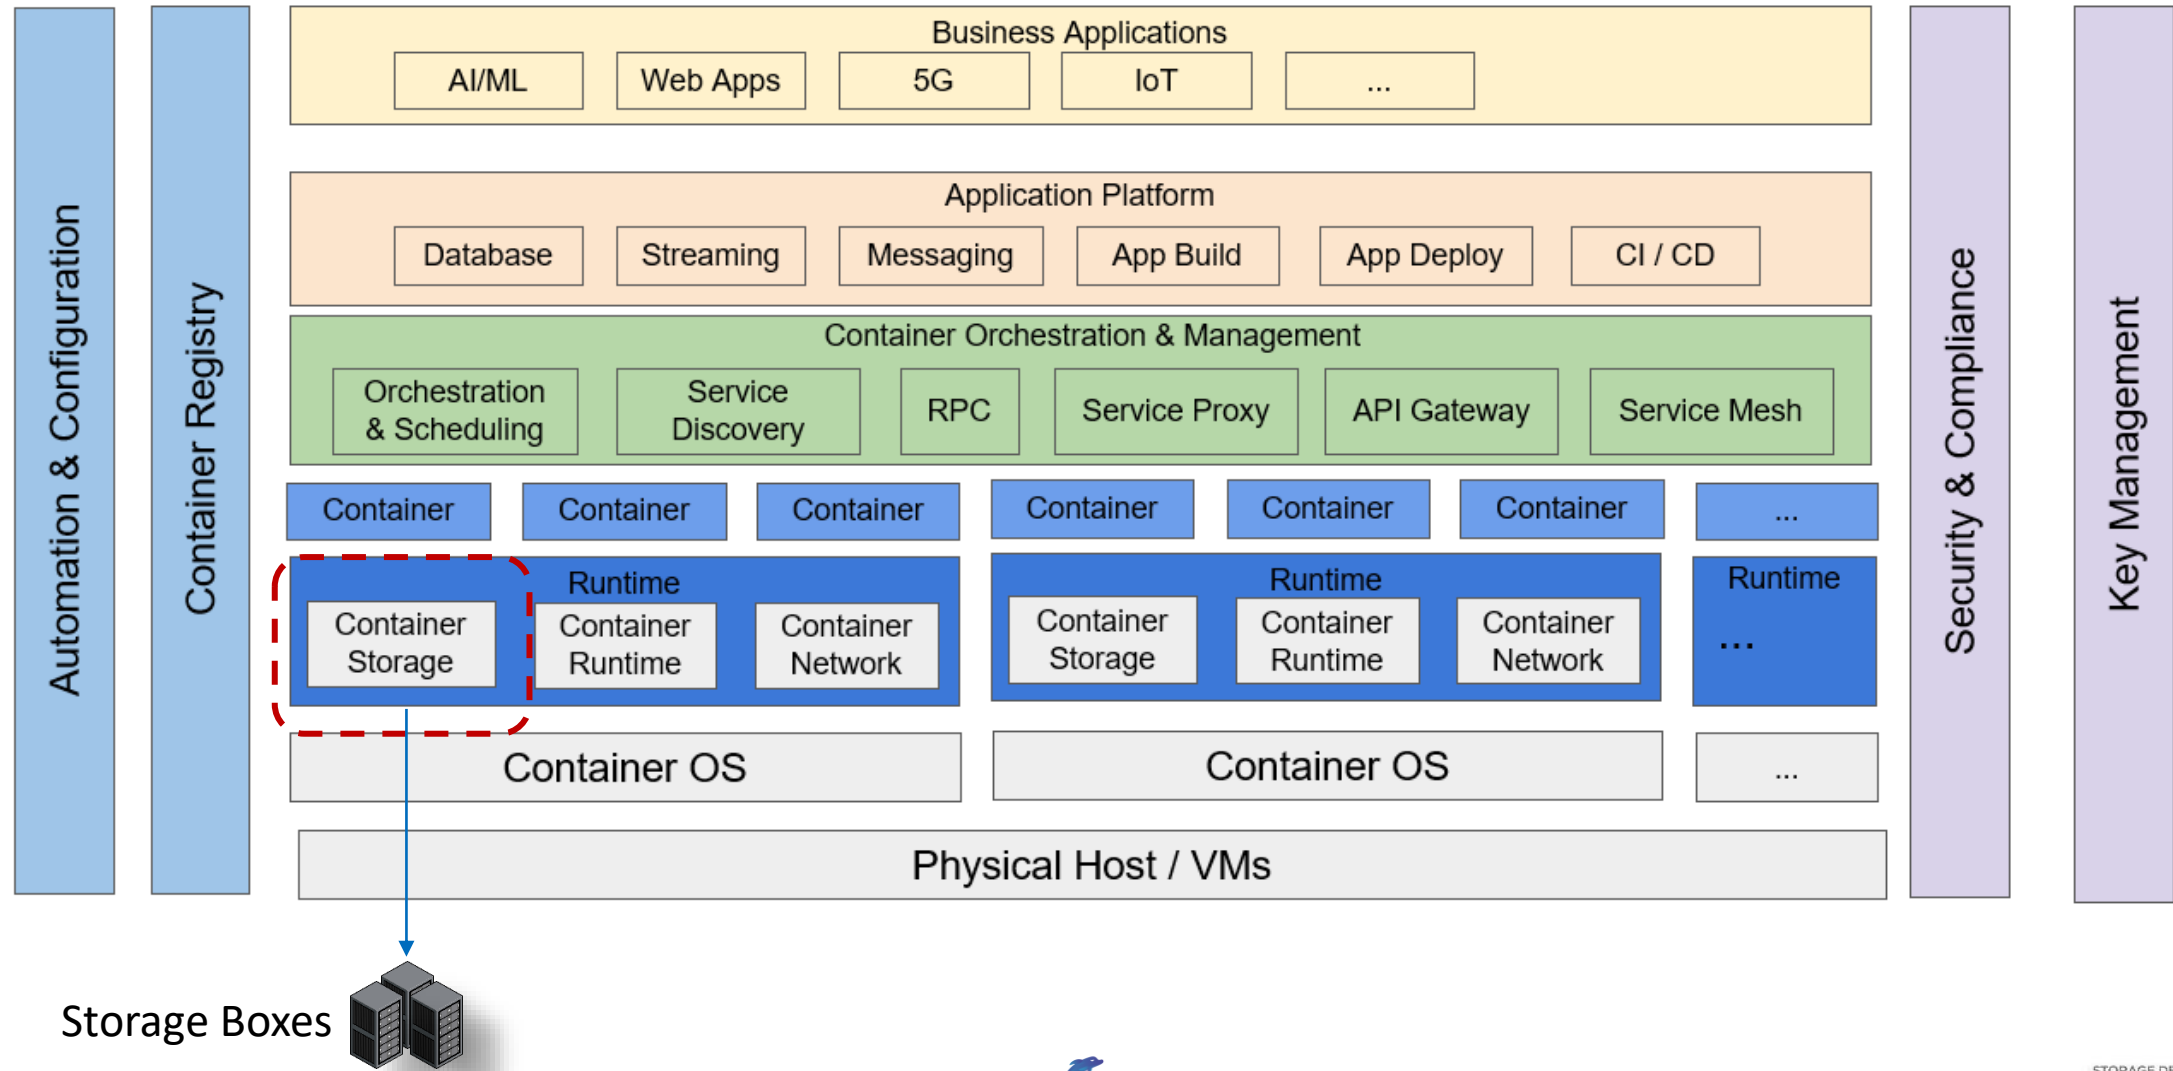 Automation & Configuration
Container Registry
Business Applications
AI/ML
Web Apps
5G
IoT
...
Application Platform
Database
Streaming
Messaging
App Build
App Deploy
CI / CD
Container Orchestration & Management
Orchestration
& Scheduling
Service
Discovery
RPC
Service Proxy
API Gateway
Service Mesh
Container
Container
Container
Container
Container
Container
...
Runtime
Container
Storage
Container
Runtime
Container
Network
Runtime
Container
Storage
Container
Runtime
Container
Network
Runtime
...
Container OS
Container OS
...
Physical Host / VMs
Security & Compliance
Key Management
Storage Boxes